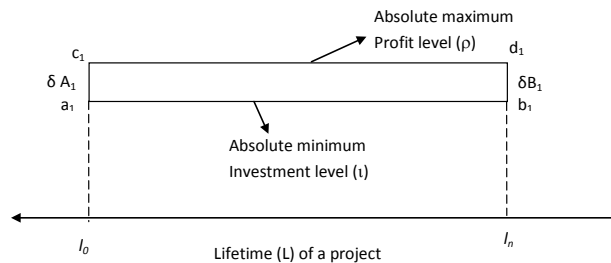 Absolute maximum
Profit level (ρ)
c₁
d₁
δ A₁
δB₁
a₁
b₁
Absolute minimum
Investment level (ι)
l₀
lₙ
Lifetime (L) of a project